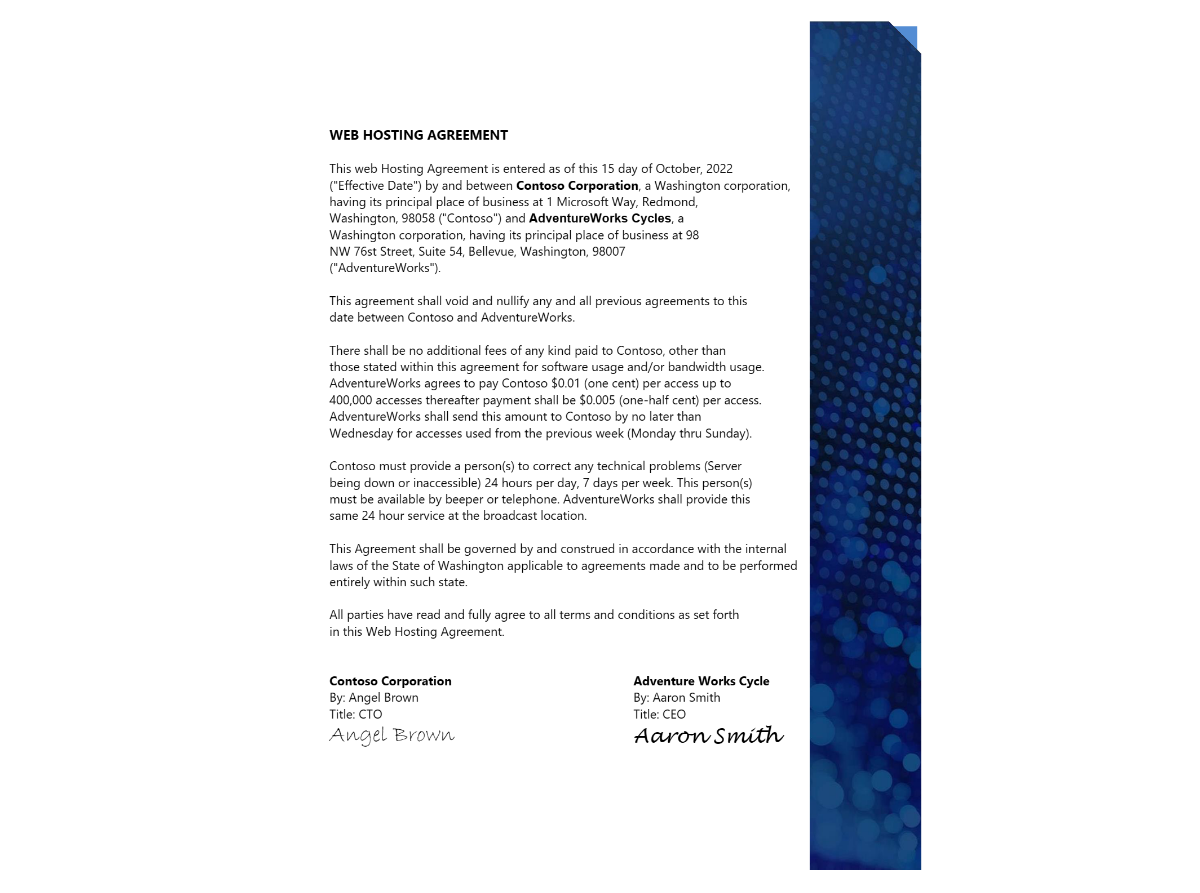 WEB HOSTING AGREEMENT
This web Hosting Agreement is entered as of this 15 day of October, 2022
("Effective Date") by and between Contoso Corporation, a Washington corporation,
having its principal place of business at 1 Microsoft Way, Redmond,
Washington, 98058 ("Contoso") and AdventureWorks Cycles, a
Washington corporation, having its principal place of business at 98
NW 76st Street, Suite 54, Bellevue, Washington, 98007
("AdventureWorks").
This agreement shall void and nullify any and all previous agreements to this
date between Contoso and AdventureWorks.
There shall be no additional fees of any kind paid to Contoso, other than
those stated within this agreement for software usage and/or bandwidth usage.
AdventureWorks agrees to pay Contoso $0.01 (one cent) per access up to
400,000 accesses thereafter payment shall be $0.005 (one-half cent) per access.
AdventureWorks shall send this amount to Contoso by no later than
Wednesday for accesses used from the previous week (Monday thru Sunday).
Contoso must provide a person(s) to correct any technical problems (Server
being down or inaccessible) 24 hours per day, 7 days per week. This person(s)
must be available by beeper or telephone. AdventureWorks shall provide this
same 24 hour service at the broadcast location.
This Agreement shall be governed by and construed in accordance with the internal
laws of the State of Washington applicable to agreements made and to be performed
entirely within such state.
All parties have read and fully agree to all terms and conditions as set forth
in this Web Hosting Agreement.
Contoso Corporation
By: Angel Brown
Title: CTO
Angel Brown
Adventure Works Cycle
By: Aaron Smith
Title: CEO
Aaron Smith